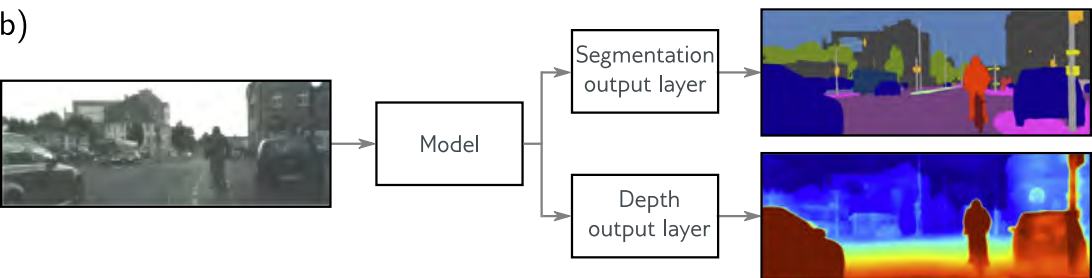 b)
Model
Segmentation
output layer
Depth
output layer